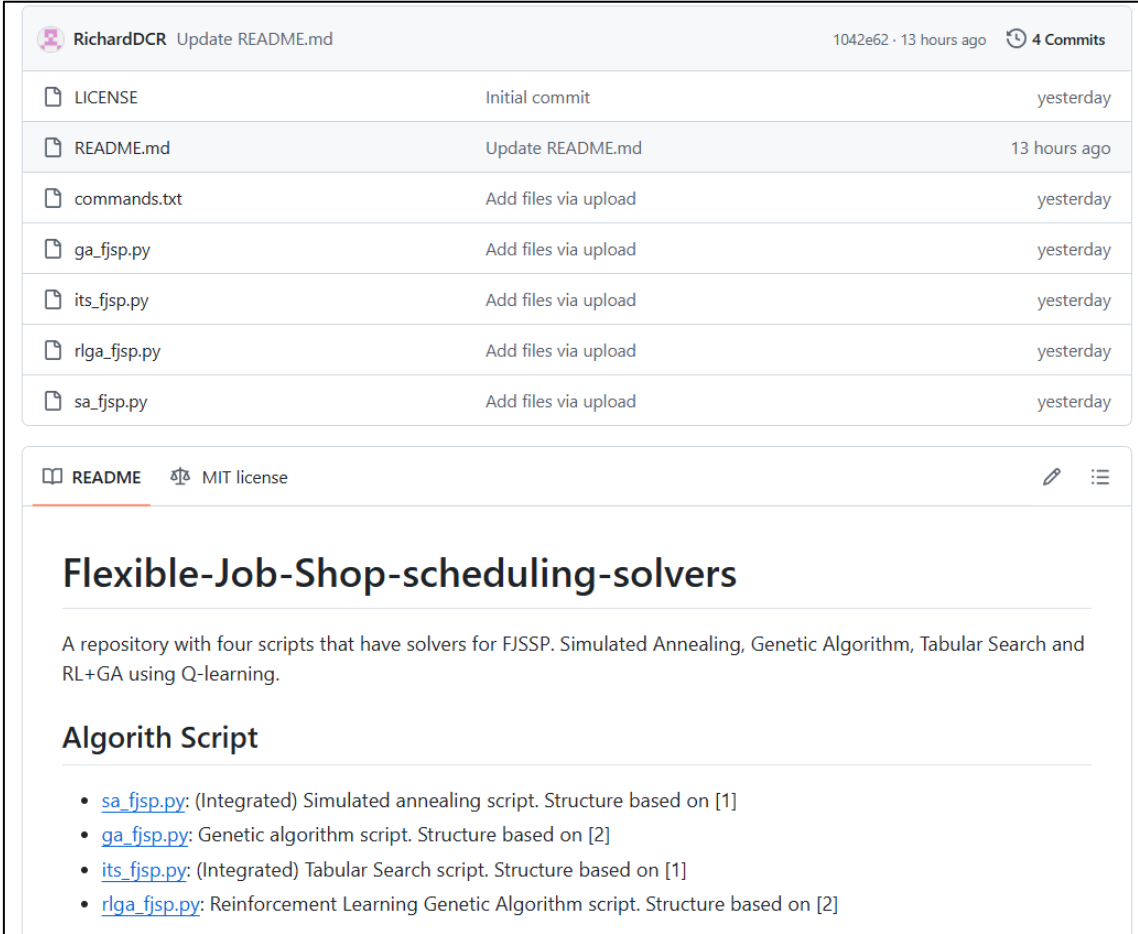 RichardDCR Update README.md 1042e62 · 13 hours ago 4 Commits
LICENSE Initial commit yesterday
README.md Update README.md 13 hours ago
commands.txt Add files via upload yesterday
ga_fjsp.py Add files via upload yesterday
its_fjsp.py Add files via upload yesterday
rlga_fjsp.py Add files via upload yesterday
sa_fjsp.py Add files via upload yesterday
README MIT license
Flexible-Job-Shop-scheduling-solvers
A repository with four scripts that have solvers for FJSSP. Simulated Annealing, Genetic Algorithm, Tabular Search and
RL+GA using Q-learning.
Algorith Script
• sa_fjsp.py: (Integrated) Simulated annealing script. Structure based on [1]
• ga_fjsp.py: Genetic algorithm script. Structure based on [2]
• its_fjsp.py: (Integrated) Tabular Search script. Structure based on [1]
• rlga_fjsp.py: Reinforcement Learning Genetic Algorithm script. Structure based on [2]